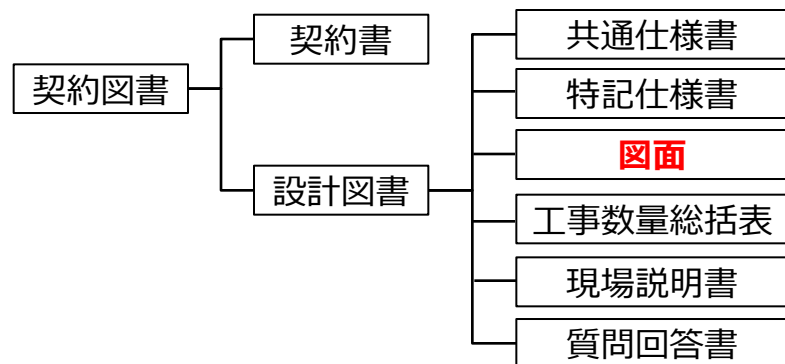 契約図書
契約書
設計図書
共通仕様書
特記仕様書
図面
工事数量総括表
現場説明書
質問回答書